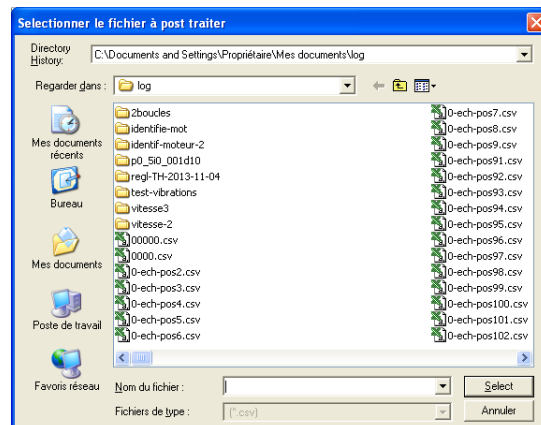 Selectionner le fichier à post traiter
Directory History:
C:\Documents and Settings\Propriétaire\Mes documents\log
Regarder dans :
log
Mes documents récents
Bureau
Mes documents
Poste de travail
Favoris réseau
2boucles
identifie-mot
identif-moteur-2
p0_5i0_001d10
regl-TH-2013-11-04
test-vibrations
vitesse3
vitesse-2
00000.csv
0000.csv
0-ech-pos2.csv
0-ech-pos3.csv
0-ech-pos4.csv
0-ech-pos5.csv
0-ech-pos6.csv
0-ech-pos7.csv
0-ech-pos8.csv
0-ech-pos9.csv
0-ech-pos91.csv
0-ech-pos92.csv
0-ech-pos93.csv
0-ech-pos94.csv
0-ech-pos95.csv
0-ech-pos96.csv
0-ech-pos97.csv
0-ech-pos98.csv
0-ech-pos99.csv
0-ech-pos100.csv
0-ech-pos101.csv
0-ech-pos102.csv
Nom du fichier :
Select
Fichiers de type :
(*.csv)
Annuler